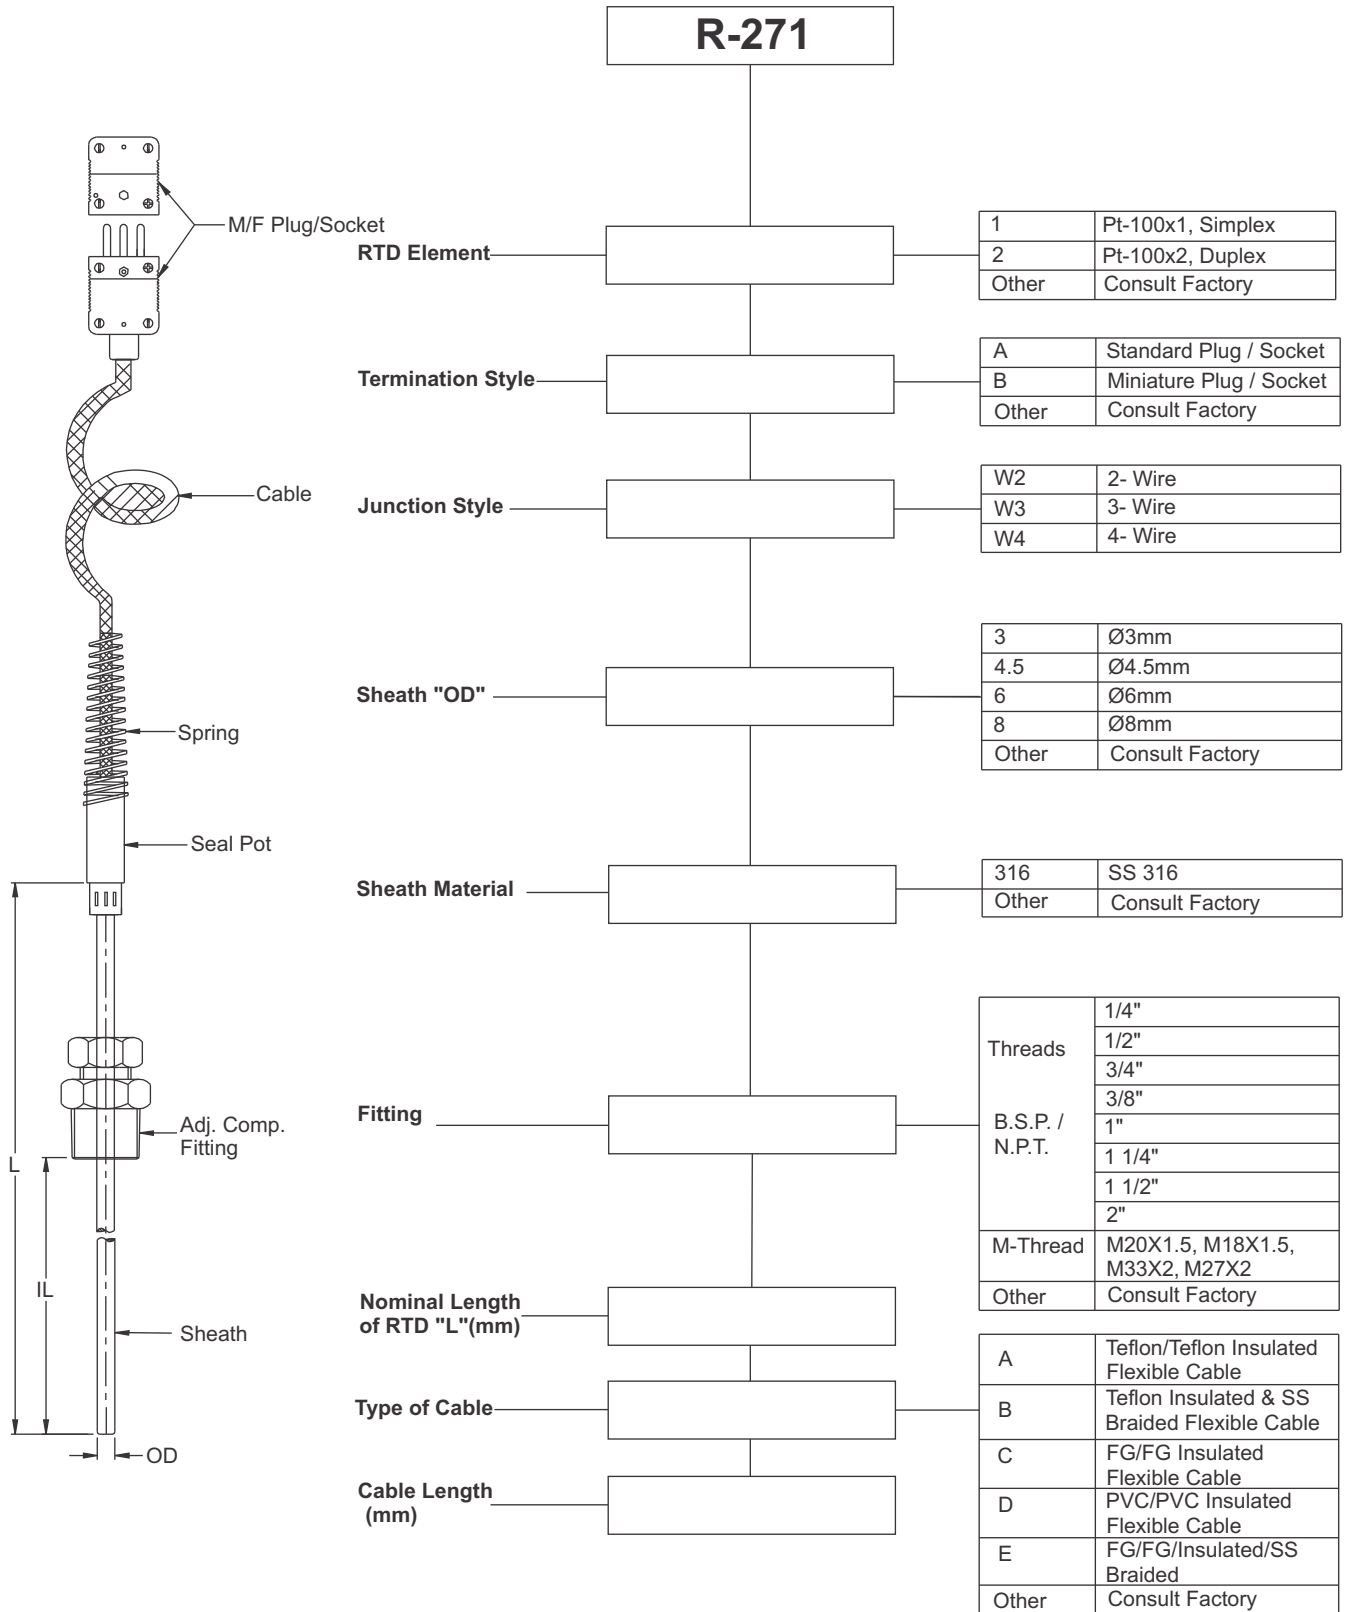 R-271
M/F Plug/Socket
Cable
Spring
Seal Pot
Adj. Comp.
Fitting
L
IL
Sheath
OD
RTD Element
1 Pt-100x1, Simplex
2 Pt-100x2, Duplex
Other Consult Factory
Termination Style
A Standard Plug / Socket
B Miniature Plug / Socket
Other Consult Factory
Junction Style
W2 2- Wire
W3 3- Wire
W4 4- Wire
Sheath "OD"
3 Ø3mm
4.5 Ø4.5mm
6 Ø6mm
8 Ø8mm
Other Consult Factory
Sheath Material
316 SS 316
Other Consult Factory
Fitting
Threads
B.S.P. /
N.P.T.
1/4"
1/2"
3/4"
3/8"
1"
1 1/4"
1 1/2"
2"
M-Thread M20X1.5, M18X1.5,
M33X2, M27X2
Other Consult Factory
Nominal Length
of RTD "L"(mm)
Type of Cable
A Teflon/Teflon Insulated
Flexible Cable
B Teflon Insulated & SS
Braided Flexible Cable
C FG/FG Insulated
Flexible Cable
D PVC/PVC Insulated
Flexible Cable
E FG/FG/Insulated/SS
Braided
Other Consult Factory
Cable Length
(mm)